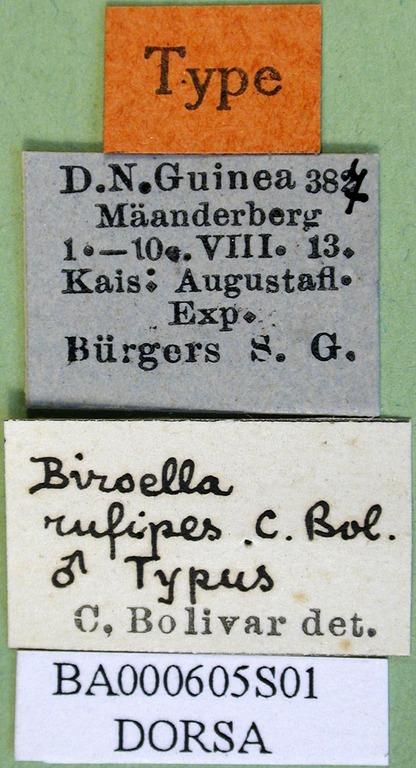 Type
D.N.Guinea 387
Mäanderberg
1.—10. VIII. 13.
Kais: Augustafl.
Exp.
Bürgers S. G.
Biroella
rufipes C. Bol.
♂ Typus
C. Bolivar det.
BA000605S01
DORSA